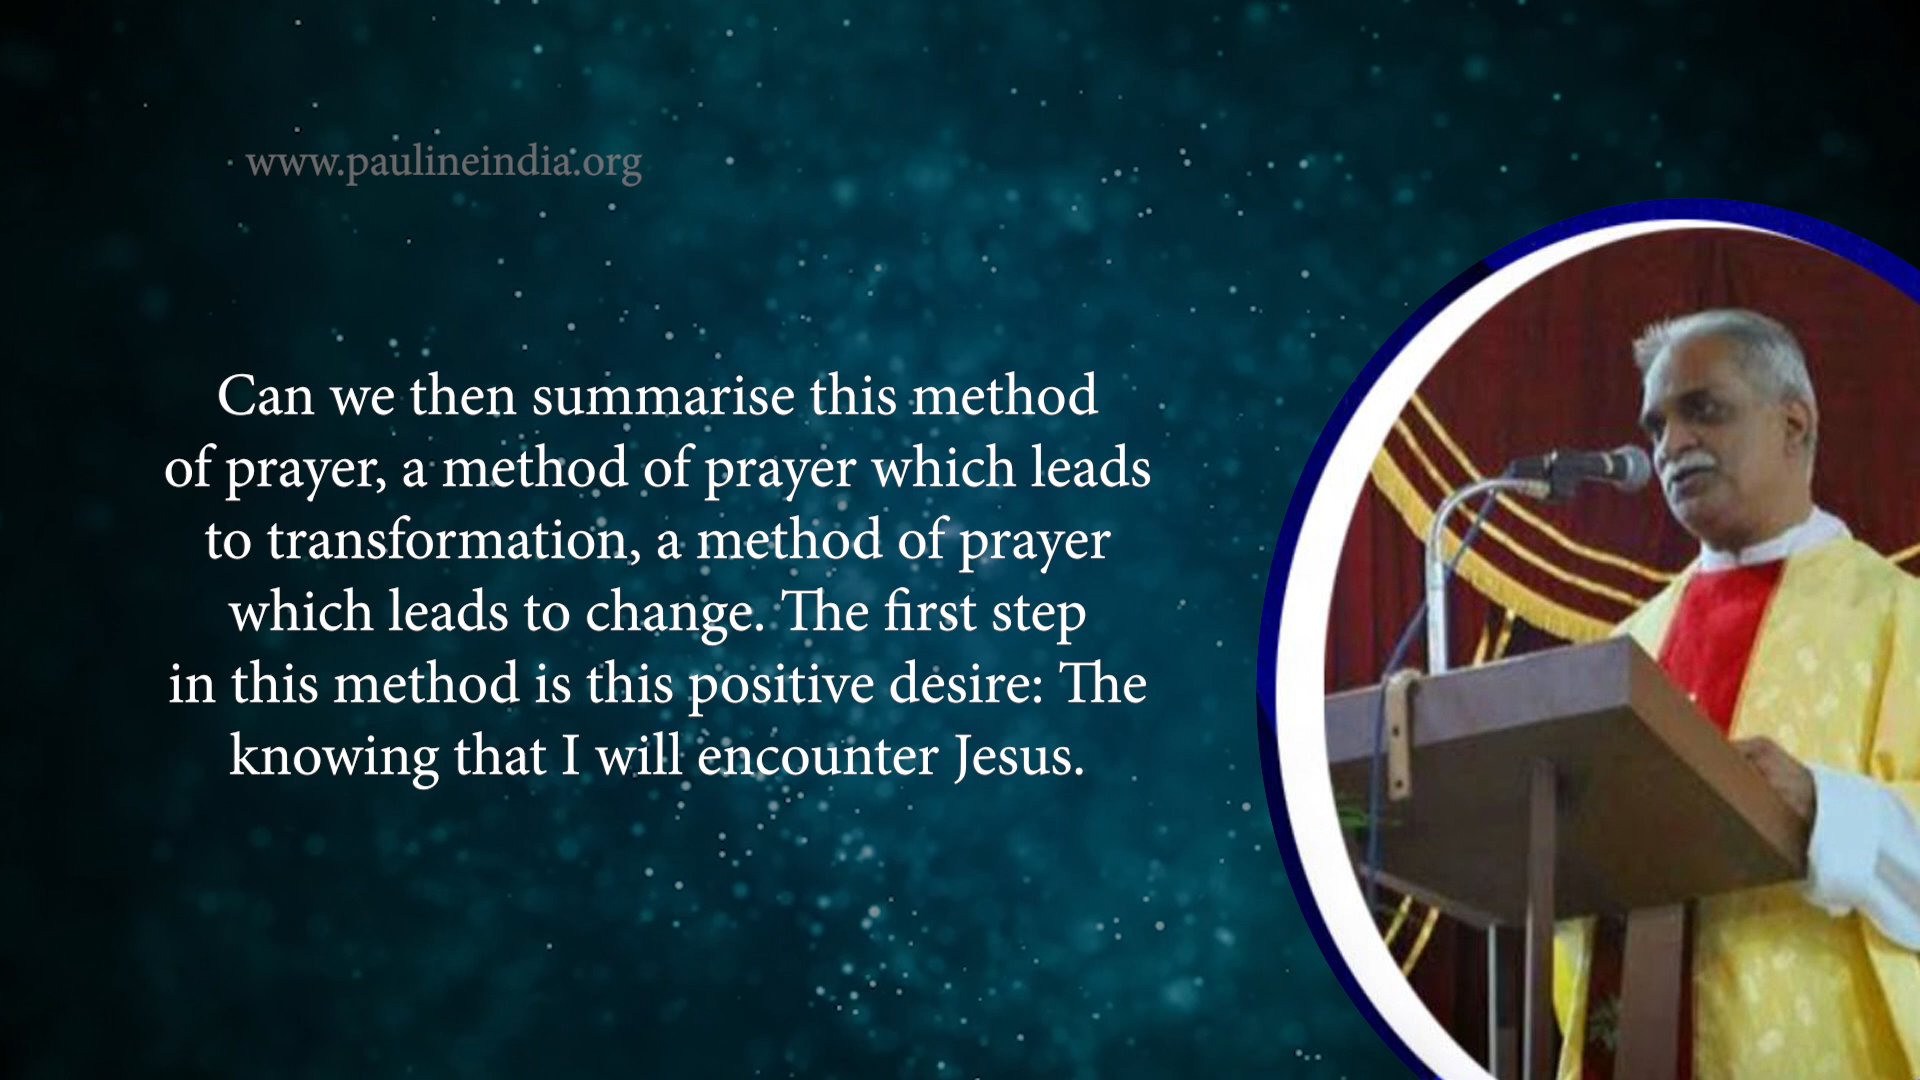 www.paulineindia.org
Can we then summarise this method
of prayer, a method of prayer which leads
to transformation, a method of prayer
which leads to change. The first step
in this method is this positive desire: The
knowing that I will encounter Jesus.